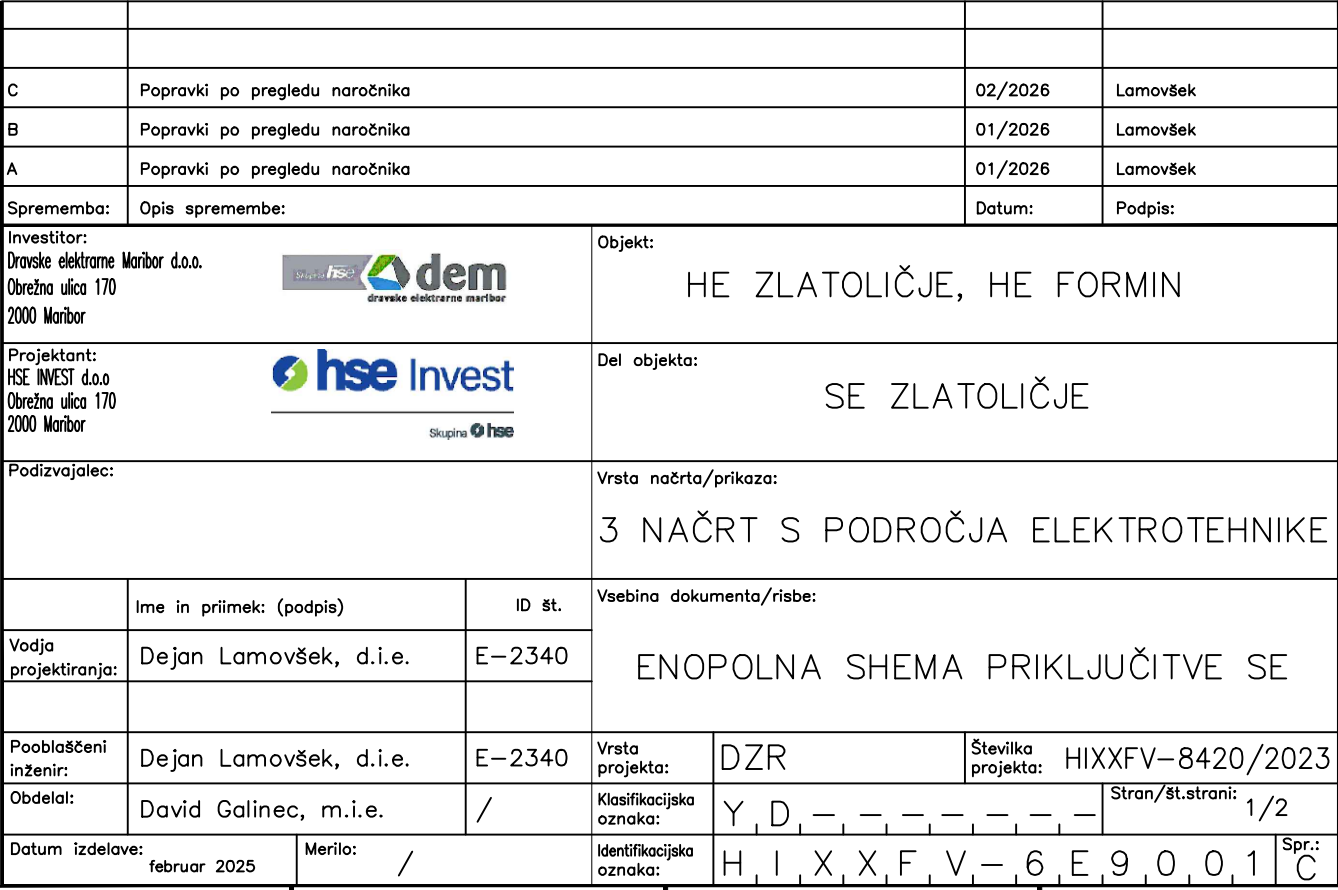 C Popravki po pregledu naročnika 02/2026 Lamovšek
B Popravki po pregledu naročnika 01/2026 Lamovšek
A Popravki po pregledu naročnika 01/2026 Lamovšek
Sprememba: Opis spremembe: Datum: Podpis:
Investitor:
Dravske elektrarne Maribor d.o.o.
Obrežna ulica 170
2000 Maribor
Skupina hse
dem
dravske elektrarne maribor
Objekt:
HE ZLATOLIČJE, HE FORMIN
Projektant:
HSE INVEST d.o.o
Obrežna ulica 170
2000 Maribor
hse Invest
Skupina hse
Del objekta:
SE ZLATOLIČJE
Podizvajalec:
Vrsta načrta/prikaza:
3 NAČRT S PODROČJA ELEKTROTEHNIKE
Ime in priimek: (podpis) ID št.
Vodja projektiranja: Dejan Lamovšek, d.i.e. E-2340
Vsebina dokumenta/risbe:
ENOPOLNA SHEMA PRIKLJUČITVE SE
Pooblaščeni inženir: Dejan Lamovšek, d.i.e. E-2340
Vrsta projekta: DZR
Številka projekta: HIXXFV-8420/2023
Obdelal: David Galinec, m.i.e. /
Klasifikacijska oznaka: Y D - - - - - - -
Stran/št.strani: 1/2
Datum izdelave: februar 2025
Merilo: /
Identifikacijska oznaka: H I X X F V - 6 E 9 0 0 1
Spr.: C